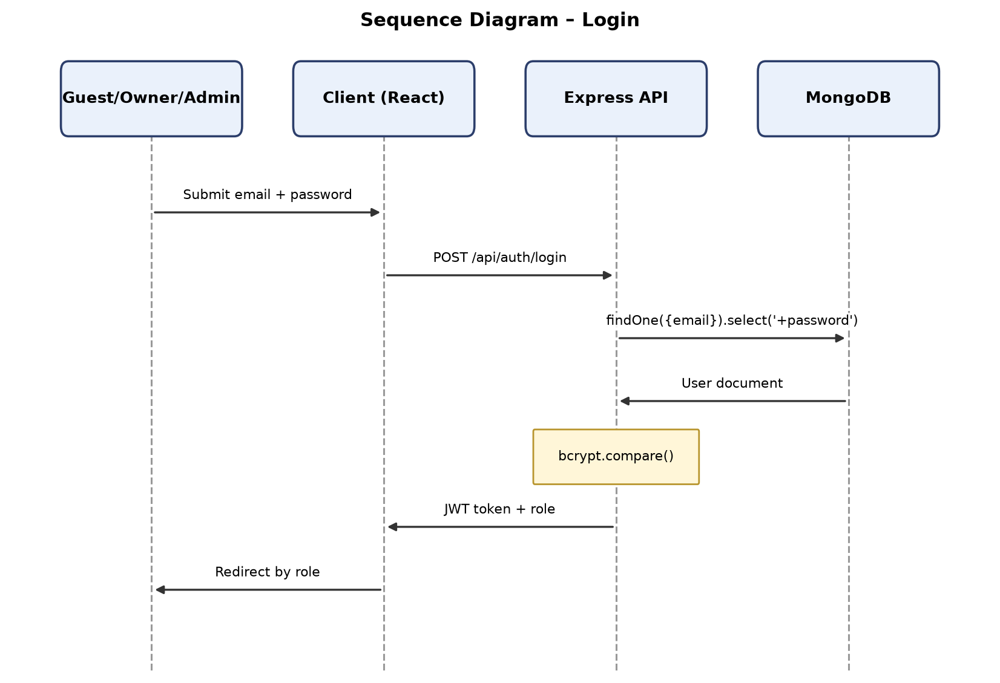 Sequence Diagram – Login
Guest/Owner/Admin
Client (React)
Express API
MongoDB
Submit email + password
POST /api/auth/login
findOne({email}).select('+password')
User document
bcrypt.compare()
JWT token + role
Redirect by role